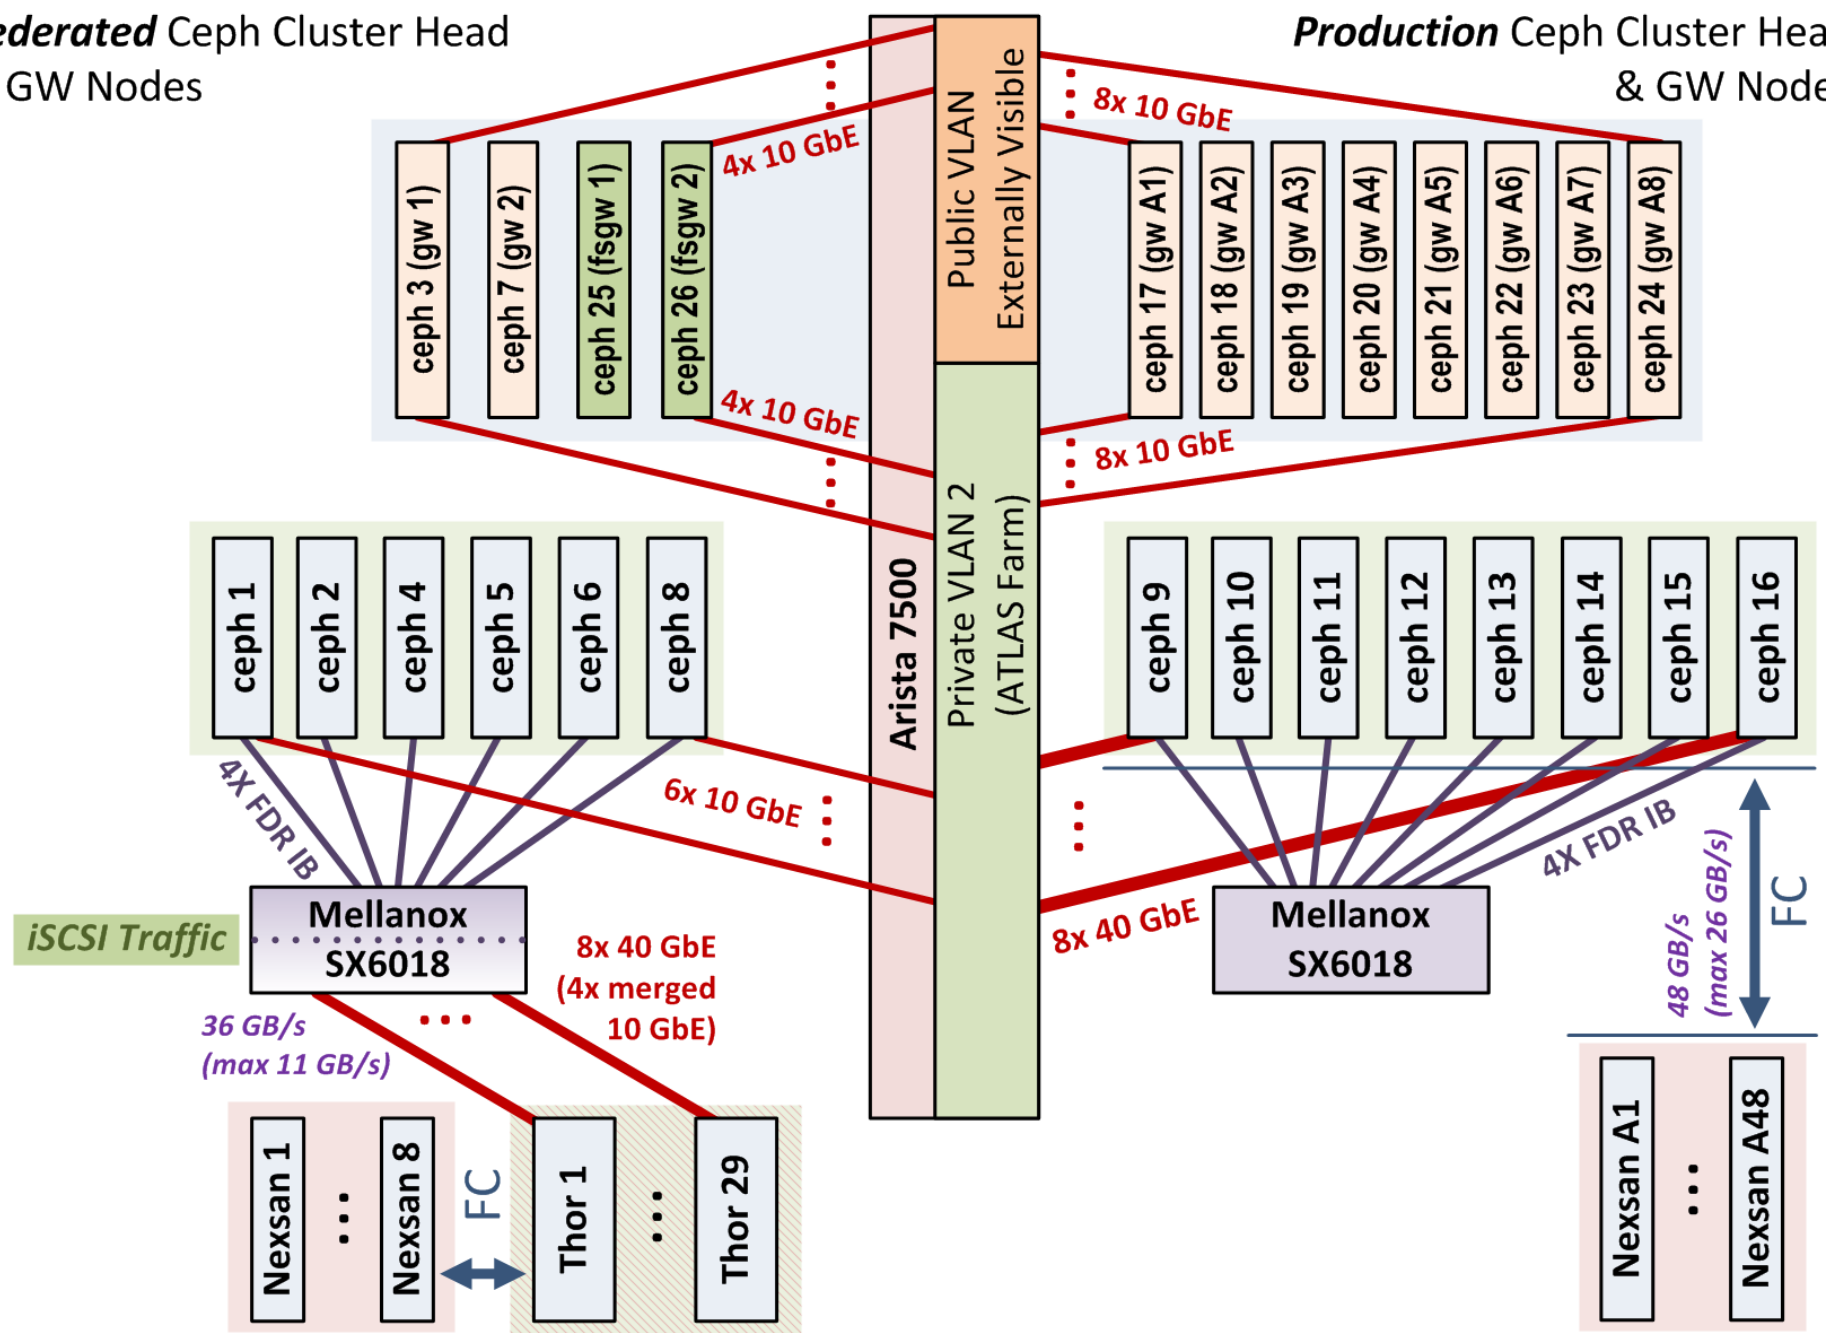 ederated Ceph Cluster Head
GW Nodes
Production Ceph Cluster Hea
& GW Node
4x 10 GbE
8x 10 GbE
Public VLAN
Externally Visible
ceph 3 (gw 1)
ceph 7 (gw 2)
ceph 25 (fsgw 1)
ceph 26 (fsgw 2)
ceph 17 (gw A1)
ceph 18 (gw A2)
ceph 19 (gw A3)
ceph 20 (gw A4)
ceph 21 (gw A5)
ceph 22 (gw A6)
ceph 23 (gw A7)
ceph 24 (gw A8)
4x 10 GbE
8x 10 GbE
Arista 7500
Private VLAN 2
(ATLAS Farm)
ceph 1
ceph 2
ceph 4
ceph 5
ceph 6
ceph 8
ceph 9
ceph 10
ceph 11
ceph 12
ceph 13
ceph 14
ceph 15
ceph 16
4X FDR IB
6x 10 GbE
8x 40 GbE
4X FDR IB
48 GB/s
(max 26 GB/s)
FC
iSCSI Traffic
Mellanox
SX6018
8x 40 GbE
(4x merged
10 GbE)
Mellanox
SX6018
36 GB/s
(max 11 GB/s)
Nexsan 1
Nexsan 8
FC
Thor 1
Thor 29
Nexsan A1
Nexsan A48